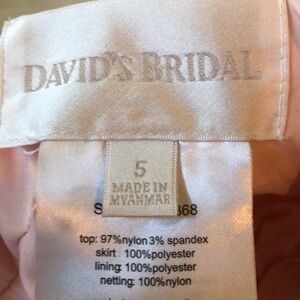 DAVID'S BRIDAL
5
MADE IN
MYANMAR
S 868
top: 97%nylon 3% spandex
skirt : 100%polyester
lining: 100%polyester
netting: 100%nylon